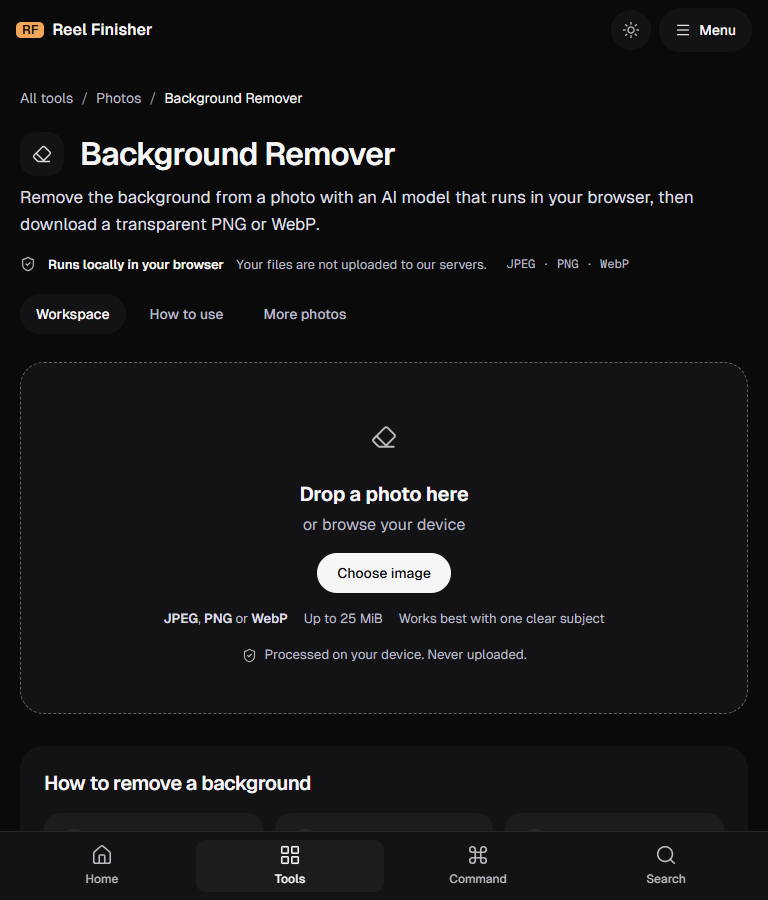 RF Reel Finisher
Menu
All tools / Photos / Background Remover
Background Remover
Remove the background from a photo with an AI model that runs in your browser, then
download a transparent PNG or WebP.
Runs locally in your browser Your files are not uploaded to our servers. JPEG · PNG · WebP
Workspace How to use More photos
Drop a photo here
or browse your device
Choose image
JPEG, PNG or WebP Up to 25 MiB Works best with one clear subject
Processed on your device. Never uploaded.
How to remove a background
Home Tools Command Search